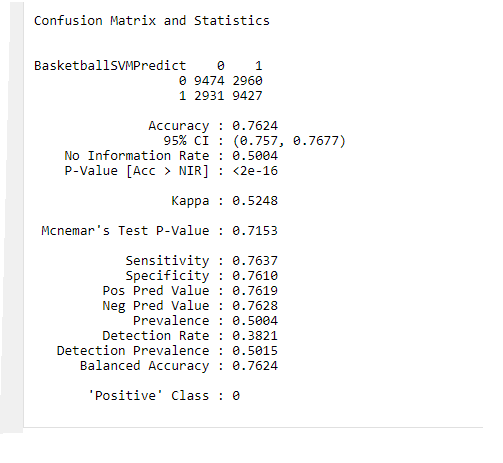 Confusion Matrix and Statistics
BasketballSVMPredict    0    1
                   0 9474 2960
                   1 2931 9427
Accuracy : 0.7624
95% CI : (0.757, 0.7677)
No Information Rate : 0.5004
P-Value [Acc > NIR] : <2e-16
Kappa : 0.5248
Mcnemar's Test P-Value : 0.7153
Sensitivity : 0.7637
Specificity : 0.7610
Pos Pred Value : 0.7619
Neg Pred Value : 0.7628
Prevalence : 0.5004
Detection Rate : 0.3821
Detection Prevalence : 0.5015
Balanced Accuracy : 0.7624
'Positive' Class : 0